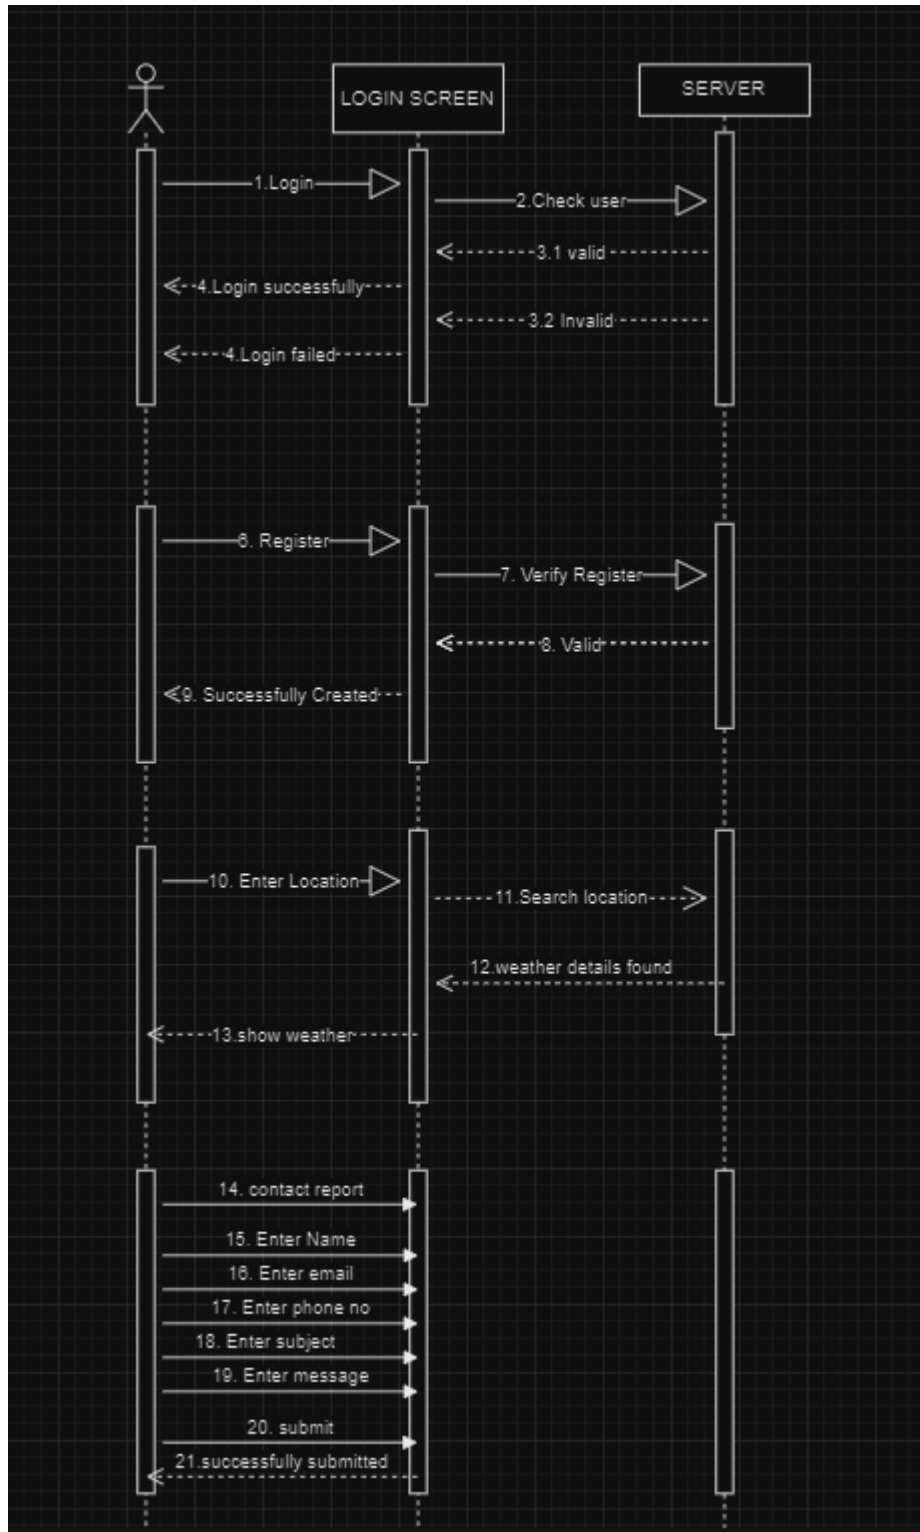 LOGIN SCREEN
SERVER
1.Login
2.Check user
3.1 valid
4.Login successfully
3.2 Invalid
4.Login failed
6. Register
7. Verify Register
8. Valid
9. Successfully Created
10. Enter Location
11.Search location
12.weather details found
13.show weather
14. contact report
15. Enter Name
16. Enter email
17. Enter phone no
18. Enter subject
19. Enter message
20. submit
21.successfully submitted